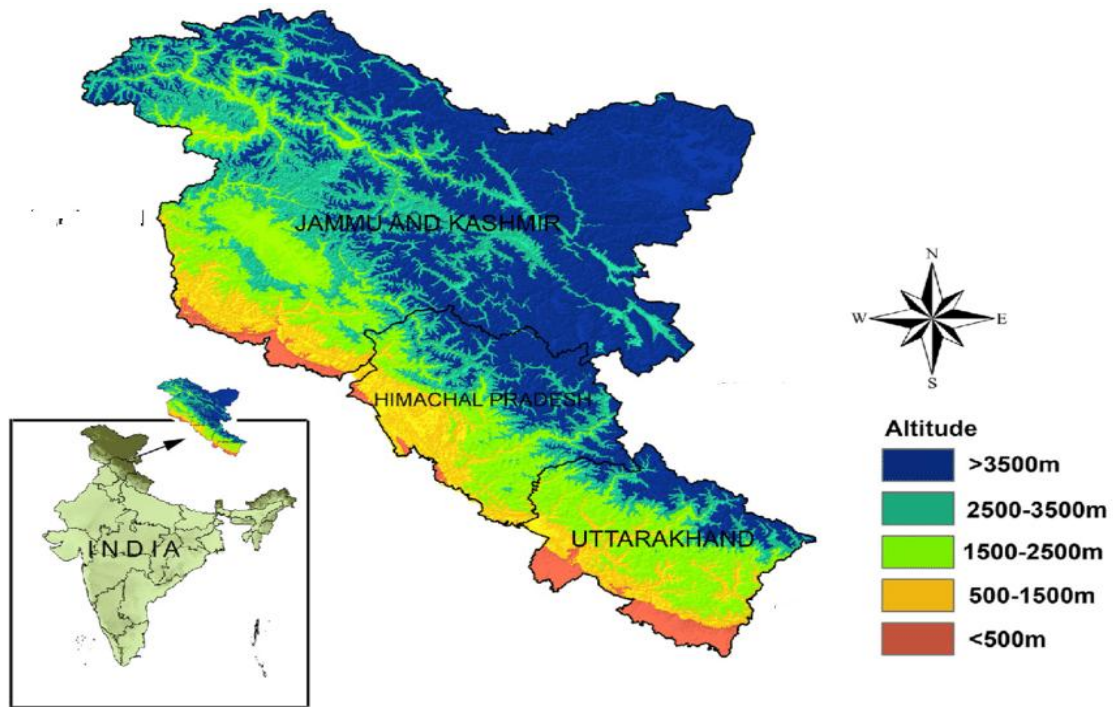 JAMMU AND KASHMIR
HIMACHAL PRADESH
UTTARAKHAND
INDIA
N
W
E
S
Altitude
>3500m
2500-3500m
1500-2500m
500-1500m
<500m